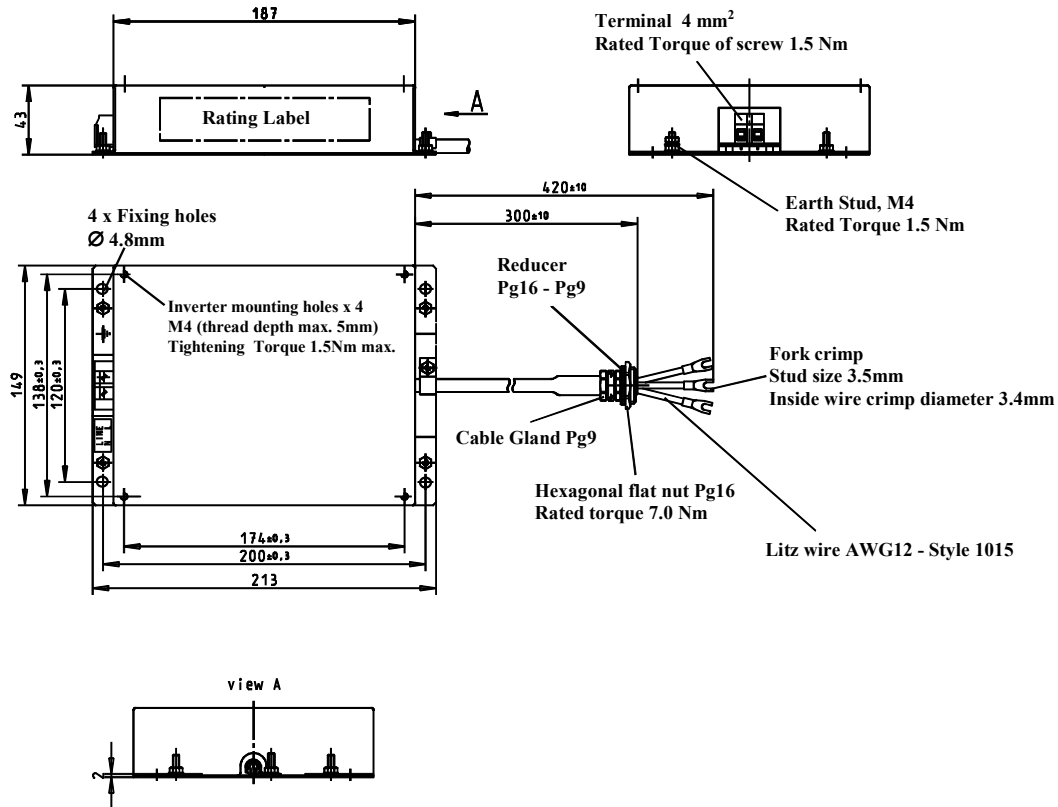 187
Terminal 4 mm²
Rated Torque of screw 1.5 Nm
43
Rating Label
A
420±10
300±10
Earth Stud, M4
Rated Torque 1.5 Nm
4 x Fixing holes
Ø 4.8mm
Reducer
Pg16 - Pg9
Inverter mounting holes x 4
M4 (thread depth max. 5mm)
Tightening Torque 1.5Nm max.
149
138±0,3
120±0,3
LINE
N L
Fork crimp
Stud size 3.5mm
Inside wire crimp diameter 3.4mm
Cable Gland Pg9
Hexagonal flat nut Pg16
Rated torque 7.0 Nm
Litz wire AWG12 - Style 1015
174±0,3
200±0,3
213
view A
2